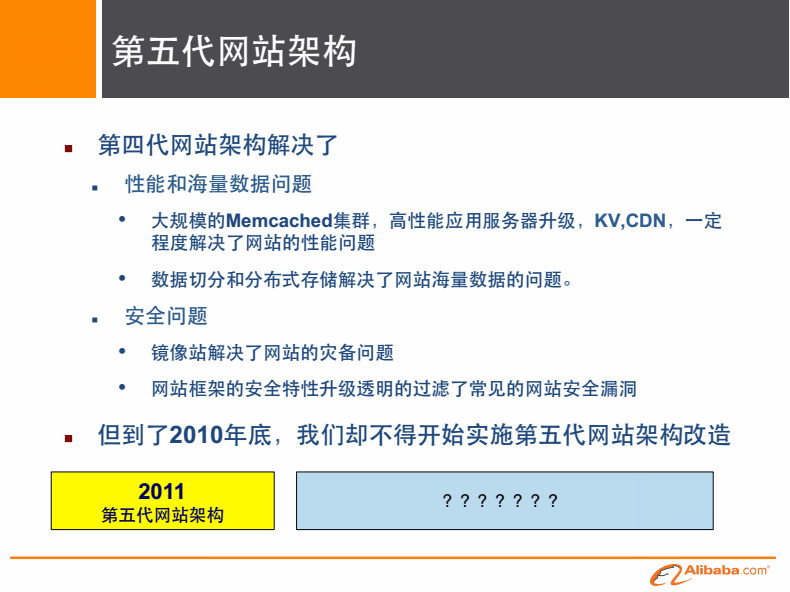 第五代网站架构
第四代网站架构解决了
性能和海量数据问题
大规模的Memcached集群，高性能应用服务器升级，KV,CDN，一定
程度解决了网站的性能问题
数据切分和分布式存储解决了网站海量数据的问题。
安全问题
镜像站解决了网站的灾备问题
网站框架的安全特性升级透明的过滤了常见的网站安全漏洞
但到了2010年底，我们却不得开始实施第五代网站架构改造
2011
第五代网站架构
？？？？？？？
Alibaba.com®